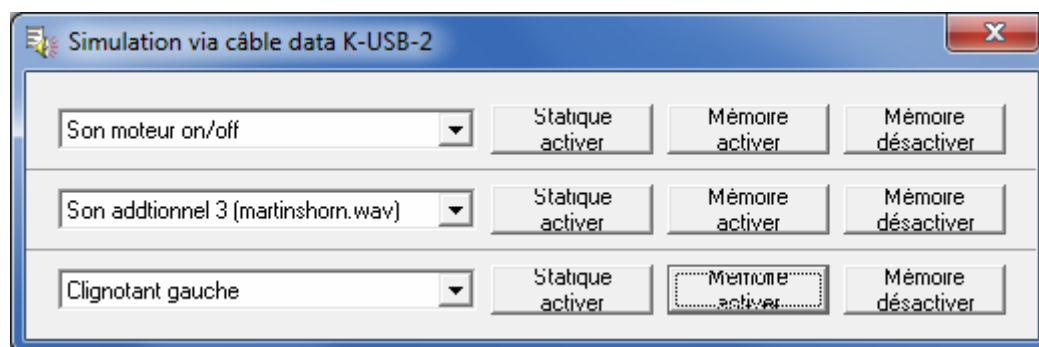 Simulation via câble data K-USB-2
Son moteur on/off
Statique
activer
Mémoire
activer
Mémoire
désactiver
Son addtionnel 3 (martinshorn.wav)
Statique
activer
Mémoire
activer
Mémoire
désactiver
Clignotant gauche
Statique
activer
Mémoire
activer
Mémoire
désactiver